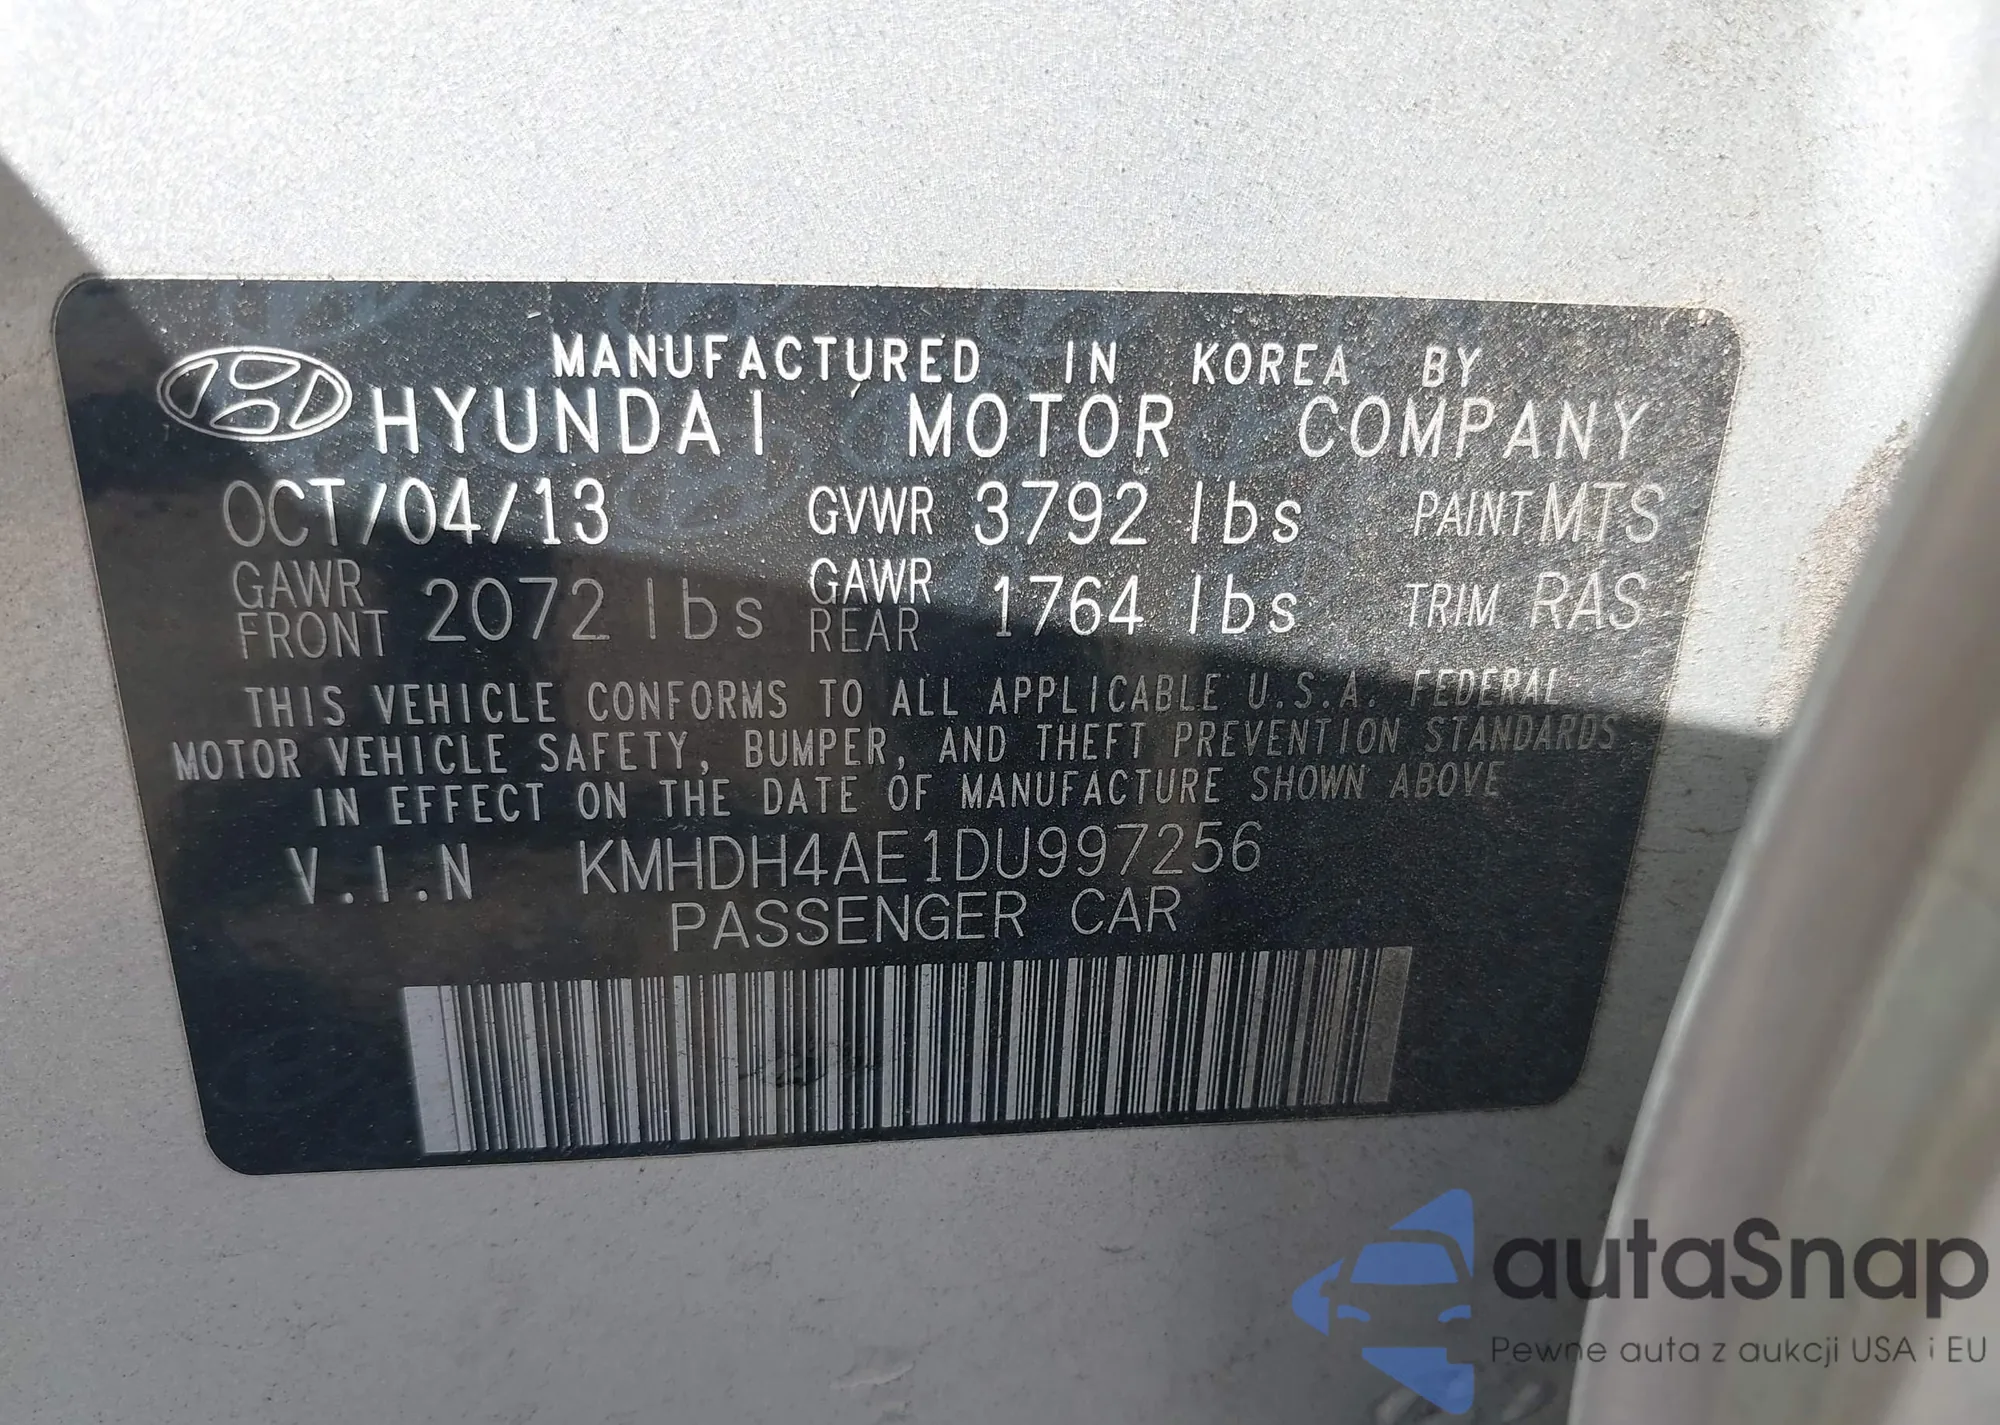 MANUFACTURED IN KOREA BY
HYUNDAI MOTOR COMPANY
OCT/04/13 GVWR 3792 lbs PAINT MTS
GAWR FRONT 2072 lbs GAWR REAR 1764 lbs TRIM RAS
THIS VEHICLE CONFORMS TO ALL APPLICABLE U.S.A. FEDERAL
MOTOR VEHICLE SAFETY, BUMPER, AND THEFT PREVENTION STANDARDS
IN EFFECT ON THE DATE OF MANUFACTURE SHOWN ABOVE
V.I.N KMHDH4AE1DU997256
PASSENGER CAR
autaSnap
Pewne auta z aukcji USA i EU